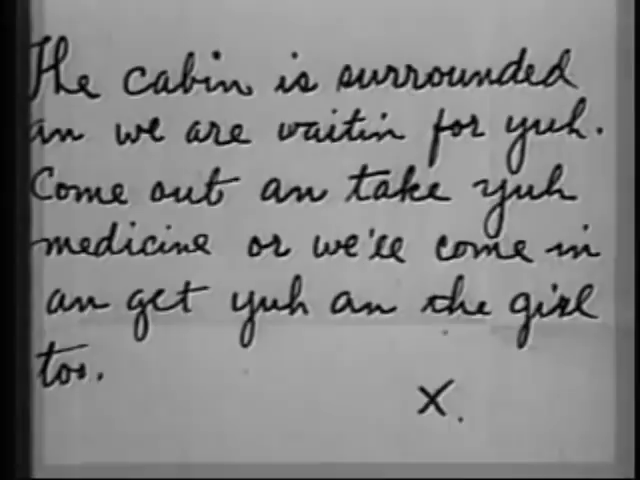 The cabin is surrounded
an we are waitin for yuh.
Come out an take yuh
medicine or we'll come in
an get yuh an the girl
too.
X.